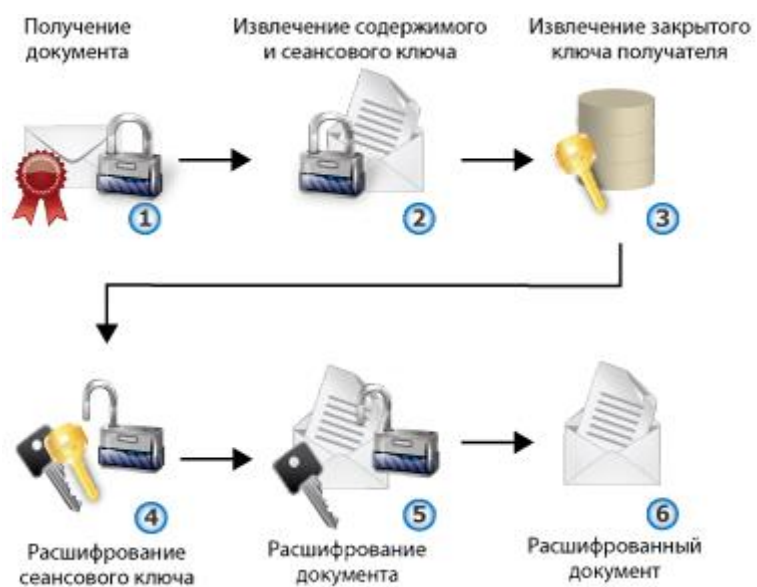 Получение
документа
Извлечение содержимого
и сеансового ключа
Извлечение закрытого
ключа получателя
1
2
3
4
5
6
Расшифрование
сеансового ключа
Расшифрование
документа
Расшифрованный
документ